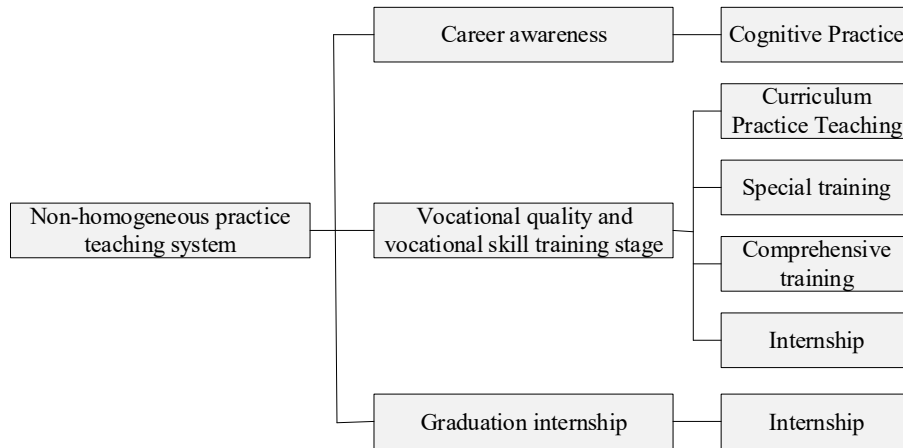 Career awareness
Cognitive Practice
Curriculum
Practice Teaching
Special training
Non-homogeneous practice
teaching system
Vocational quality and
vocational skill training stage
Comprehensive
training
Internship
Graduation internship
Internship